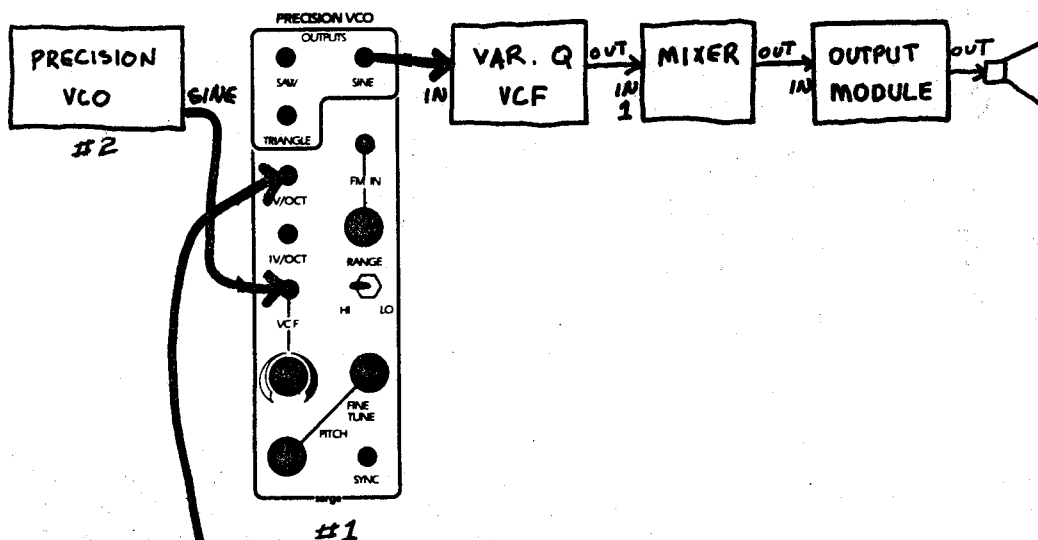 PRECISION VCO
#2
SINE
PRECISION VCO
OUTPUTS
SAW
SINE
TRIANGLE
FM IN
V/OCT
1V/OCT
RANGE
HI
LO
VCF
FINE TUNE
PITCH
SYNC
serge
#1
IN
VAR. Q VCF
OUT
IN 1
MIXER
OUT
IN
OUTPUT MODULE
OUT